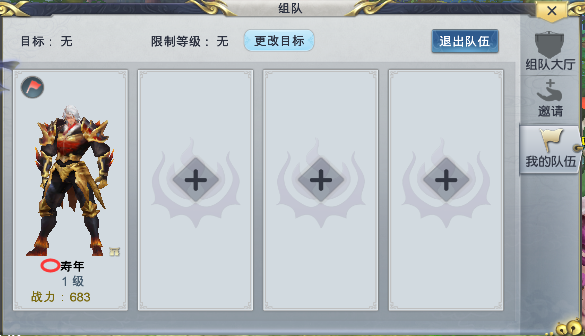 组队
目标：无
限制等级：无
更改目标
退出队伍
组队大厅
邀请
我的队伍
寿年
1 级
战力：683